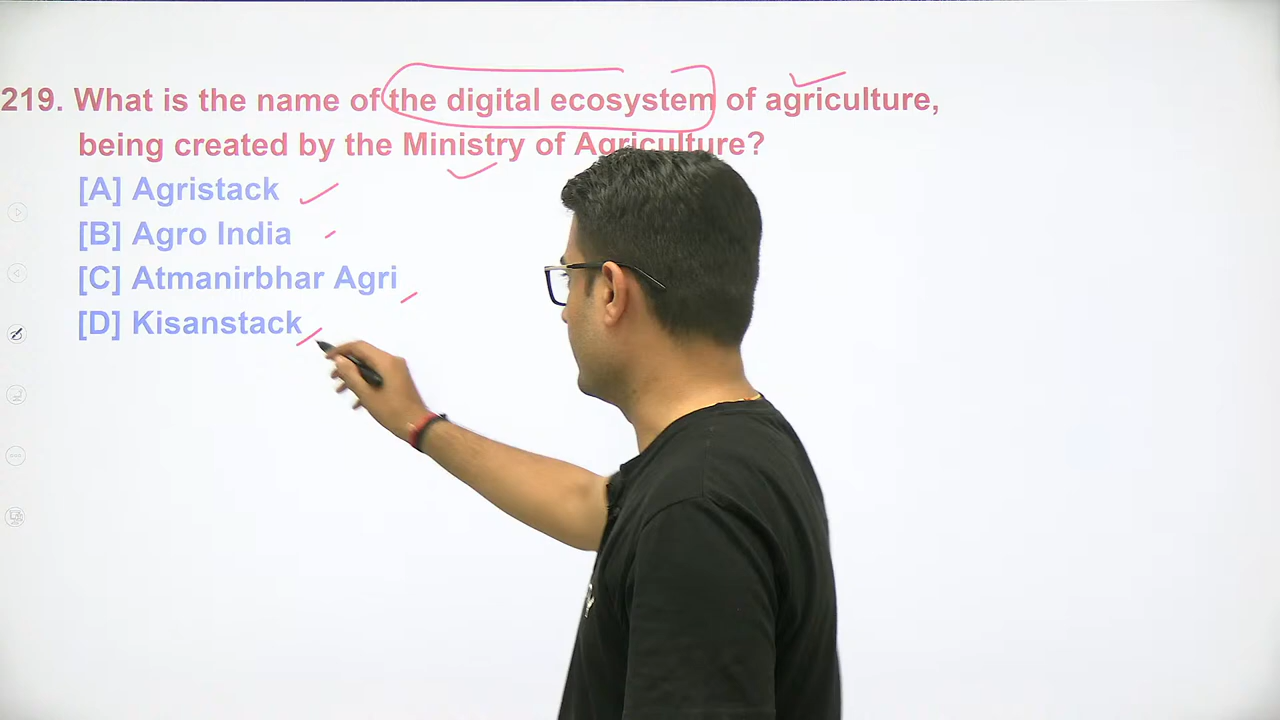 219. What is the name of the digital ecosystem of agriculture,
being created by the Ministry of Agriculture?
[A] Agristack
[B] Agro India
[C] Atmanirbhar Agri
[D] Kisanstack